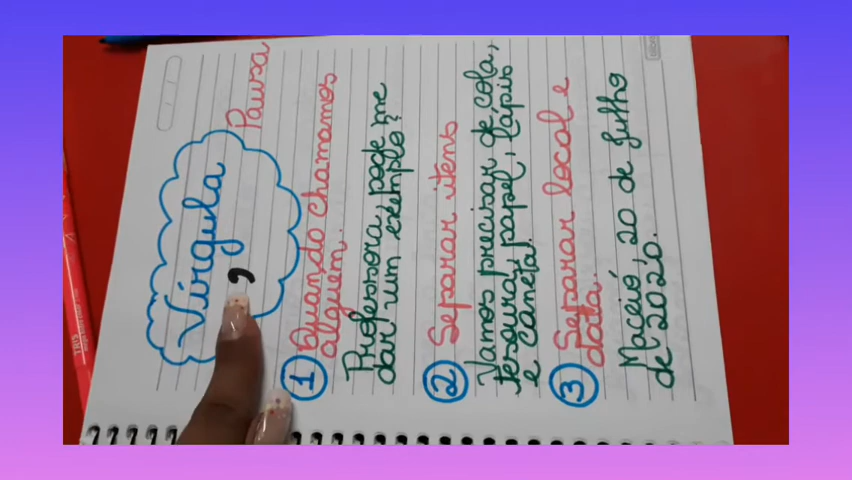 Vírgula
,
Pausa
1 Quando chamamos
alguém.
Professora, pode me
dar um exemplo?
2 Separar itens
Vamos precisar de cola,
tesoura, papel, lápis
e caneta.
3 Separar local e
data.
Maceió, 20 de julho
de 2020.